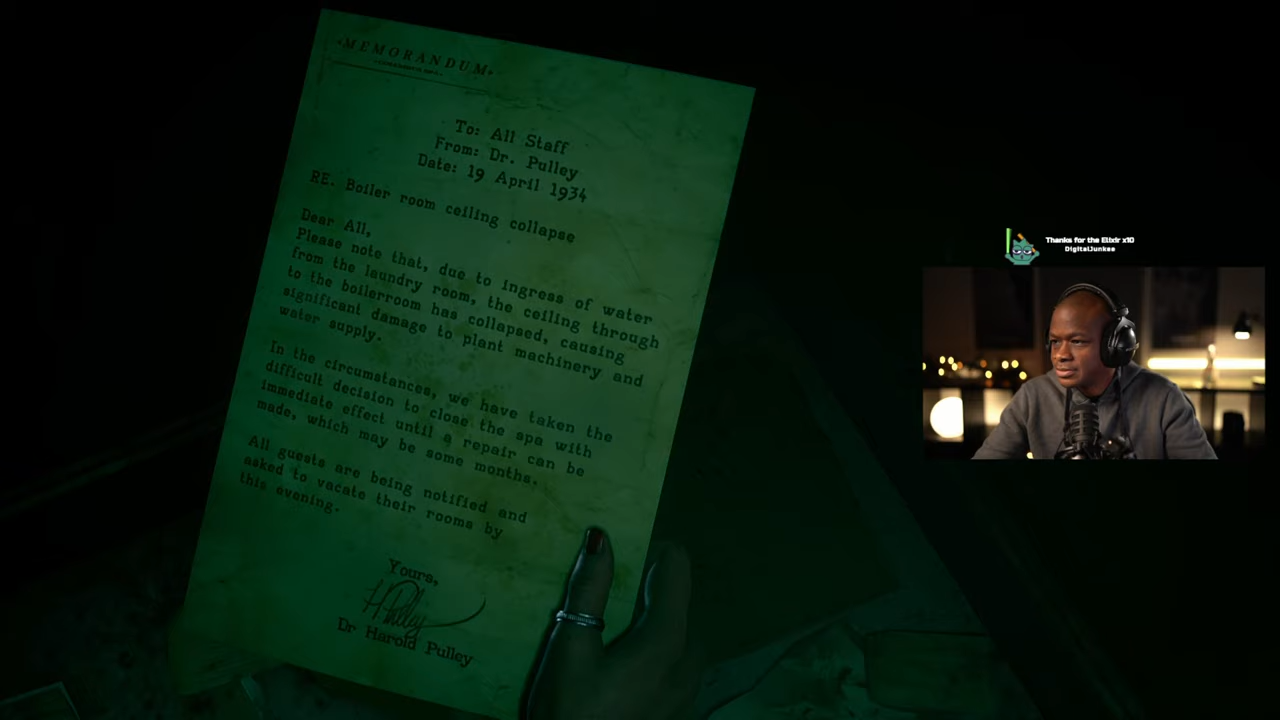 MEMORANDUM
To: All Staff
From: Dr. Pulley
Date: 19 April 1934
RE. Boiler room ceiling collapse
Dear All,
Please note that, due to ingress of water
from the laundry room, the ceiling through
to the boilerroom has collapsed, causing
significant damage to plant machinery and
water supply.
In the circumstances, we have taken the
difficult decision to close the spa with
immediate effect until a repair can be
made, which may be some months.
All guests are being notified and
asked to vacate their rooms by
this evening.
Yours,
H Pulley
Dr Harold Pulley
Thanks for the Elixir x10
DigitalJunkee